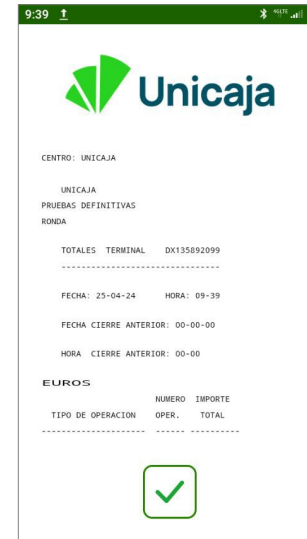 9:39
4GLTE
Unicaja
CENTRO: UNICAJA
UNICAJA
PRUEBAS DEFINITIVAS
RONDA
TOTALES TERMINAL DX135892099
--------------------------------
FECHA: 25-04-24 HORA: 09-39
FECHA CIERRE ANTERIOR: 00-00-00
HORA CIERRE ANTERIOR: 00-00
EUROS
NUMERO IMPORTE
TIPO DE OPERACION OPER. TOTAL
--------------------- ------ ----------